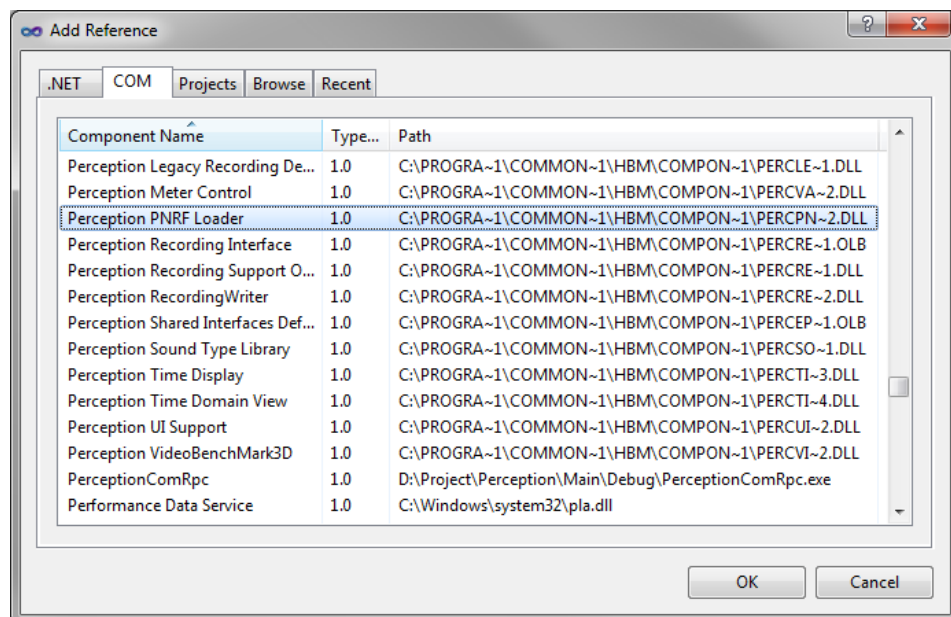 Add Reference
.NET COM Projects Browse Recent
Component Name Type... Path
Perception Legacy Recording De... 1.0 C:\PROGRA~1\COMMON~1\HBM\COMPON~1\PERCLE~1.DLL
Perception Meter Control 1.0 C:\PROGRA~1\COMMON~1\HBM\COMPON~1\PERCVA~2.DLL
Perception PNRF Loader 1.0 C:\PROGRA~1\COMMON~1\HBM\COMPON~1\PERCPN~2.DLL
Perception Recording Interface 1.0 C:\PROGRA~1\COMMON~1\HBM\COMPON~1\PERCRE~1.OLB
Perception Recording Support O... 1.0 C:\PROGRA~1\COMMON~1\HBM\COMPON~1\PERCRE~1.DLL
Perception RecordingWriter 1.0 C:\PROGRA~1\COMMON~1\HBM\COMPON~1\PERCRE~2.DLL
Perception Shared Interfaces Def... 1.0 C:\PROGRA~1\COMMON~1\HBM\COMPON~1\PERCEP~1.OLB
Perception Sound Type Library 1.0 C:\PROGRA~1\COMMON~1\HBM\COMPON~1\PERCSO~1.DLL
Perception Time Display 1.0 C:\PROGRA~1\COMMON~1\HBM\COMPON~1\PERCTI~3.DLL
Perception Time Domain View 1.0 C:\PROGRA~1\COMMON~1\HBM\COMPON~1\PERCTI~4.DLL
Perception UI Support 1.0 C:\PROGRA~1\COMMON~1\HBM\COMPON~1\PERCUI~2.DLL
Perception VideoBenchMark3D 1.0 C:\PROGRA~1\COMMON~1\HBM\COMPON~1\PERCVI~2.DLL
PerceptionComRpc 1.0 D:\Project\Perception\Main\Debug\PerceptionComRpc.exe
Performance Data Service 1.0 C:\Windows\system32\pla.dll
OK Cancel